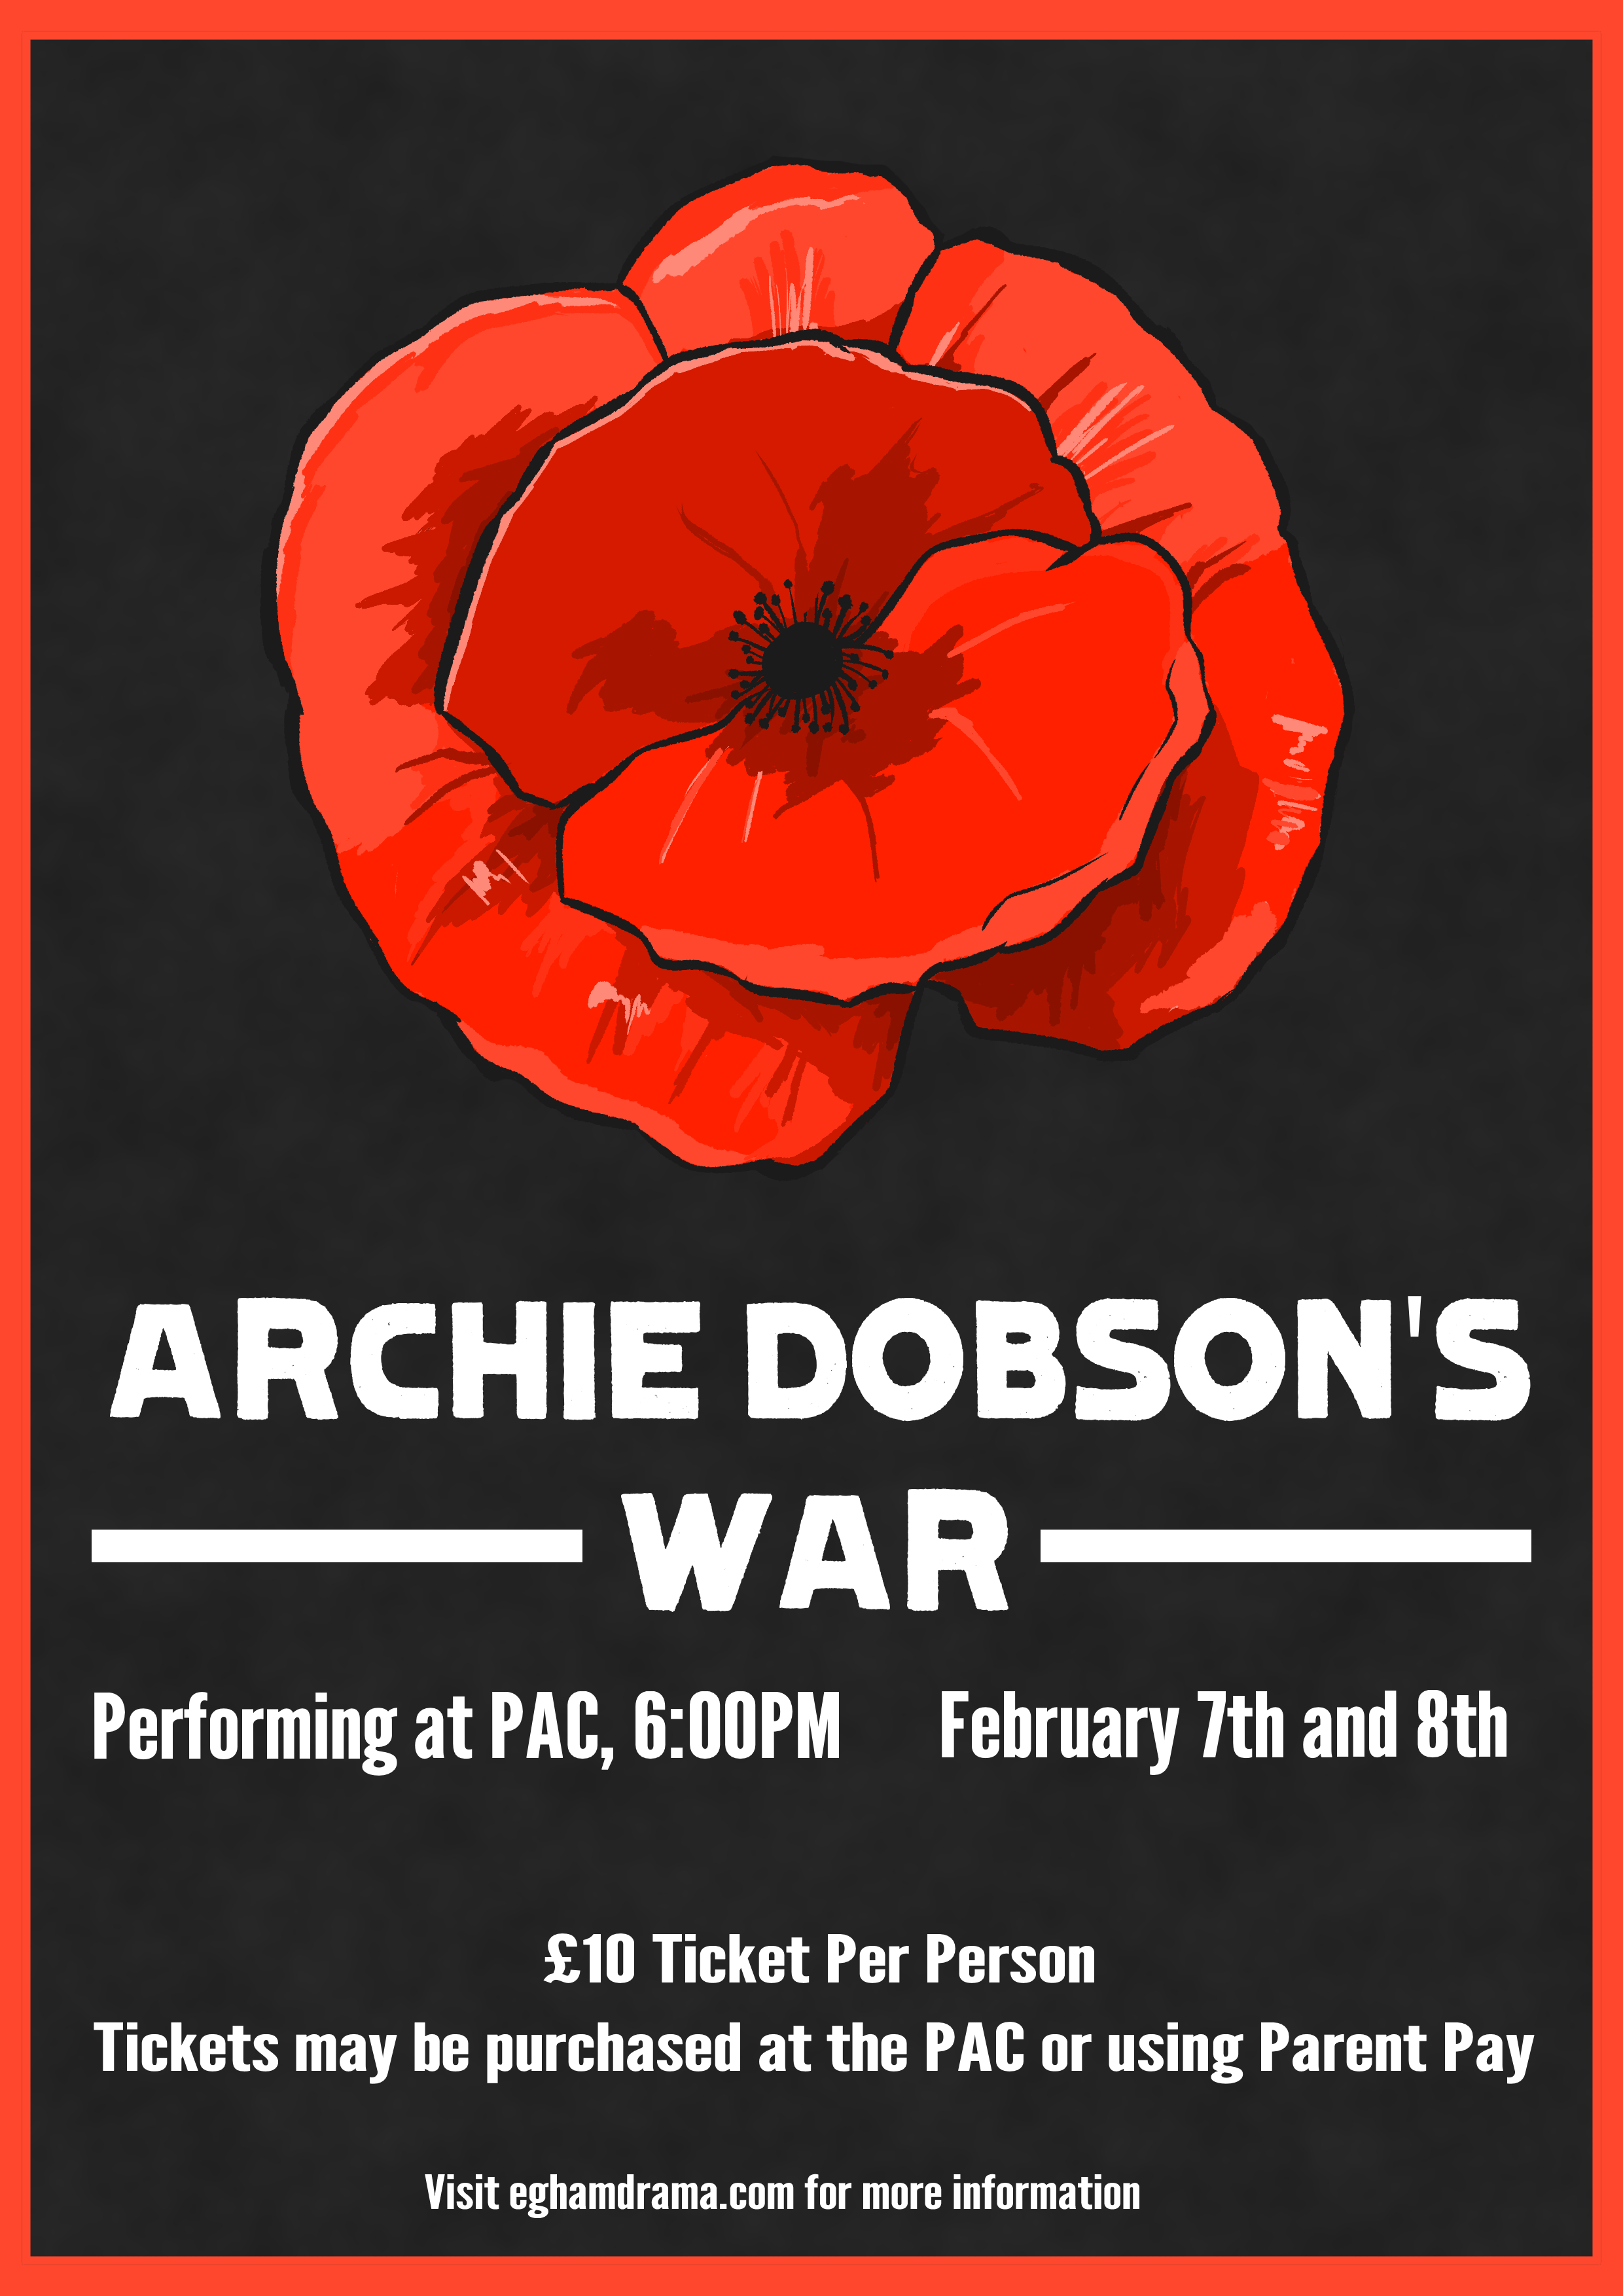 ARCHIE DOBSON'S
WAR
Performing at PAC, 6:00PM February 7th and 8th
£10 Ticket Per Person
Tickets may be purchased at the PAC or using Parent Pay
Visit eghamdrama.com for more information